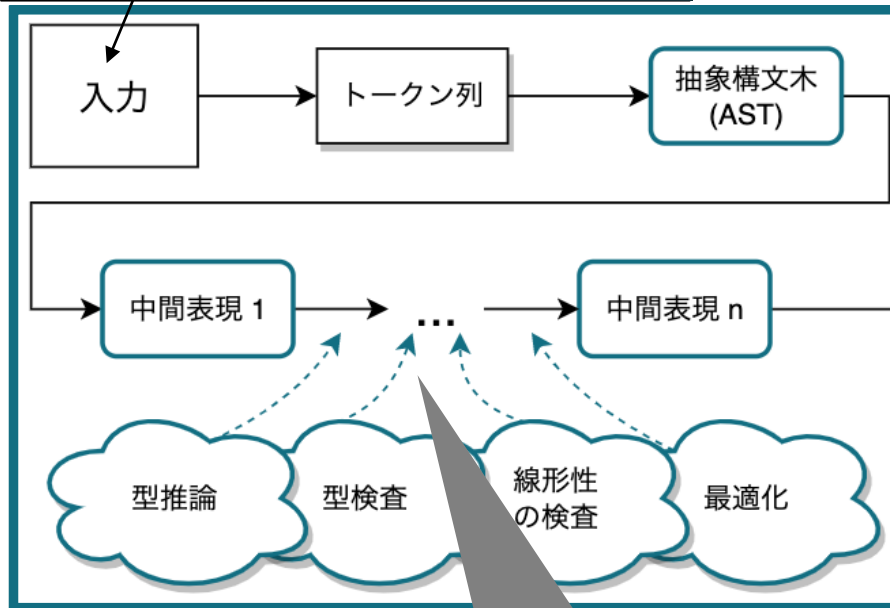 入力
トークン列
抽象構文木
(AST)
中間表現 1
...
中間表現 n
型推論
型検査
線形性
の検査
最適化